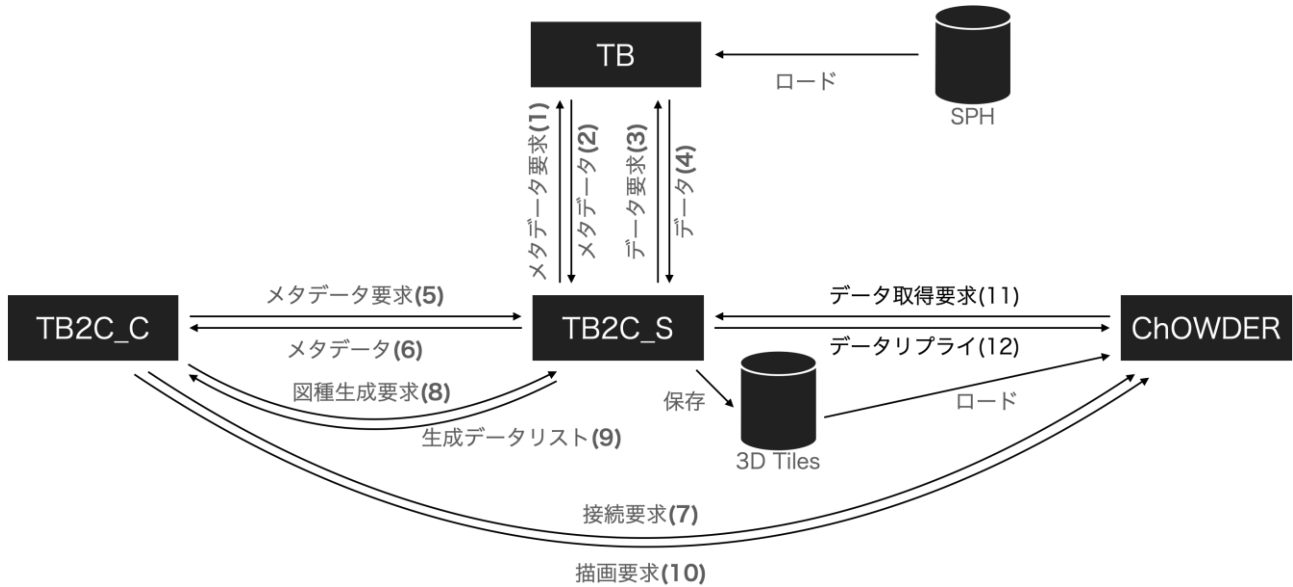 TB
ロード
SPH
メタデータ要求(1)
メタデータ(2)
データ要求(3)
データ(4)
メタデータ要求(5)
データ取得要求(11)
TB2C_C
TB2C_S
ChOWDER
メタデータ(6)
データリプライ(12)
図種生成要求(8)
保存
ロード
生成データリスト(9)
3D Tiles
接続要求(7)
描画要求(10)